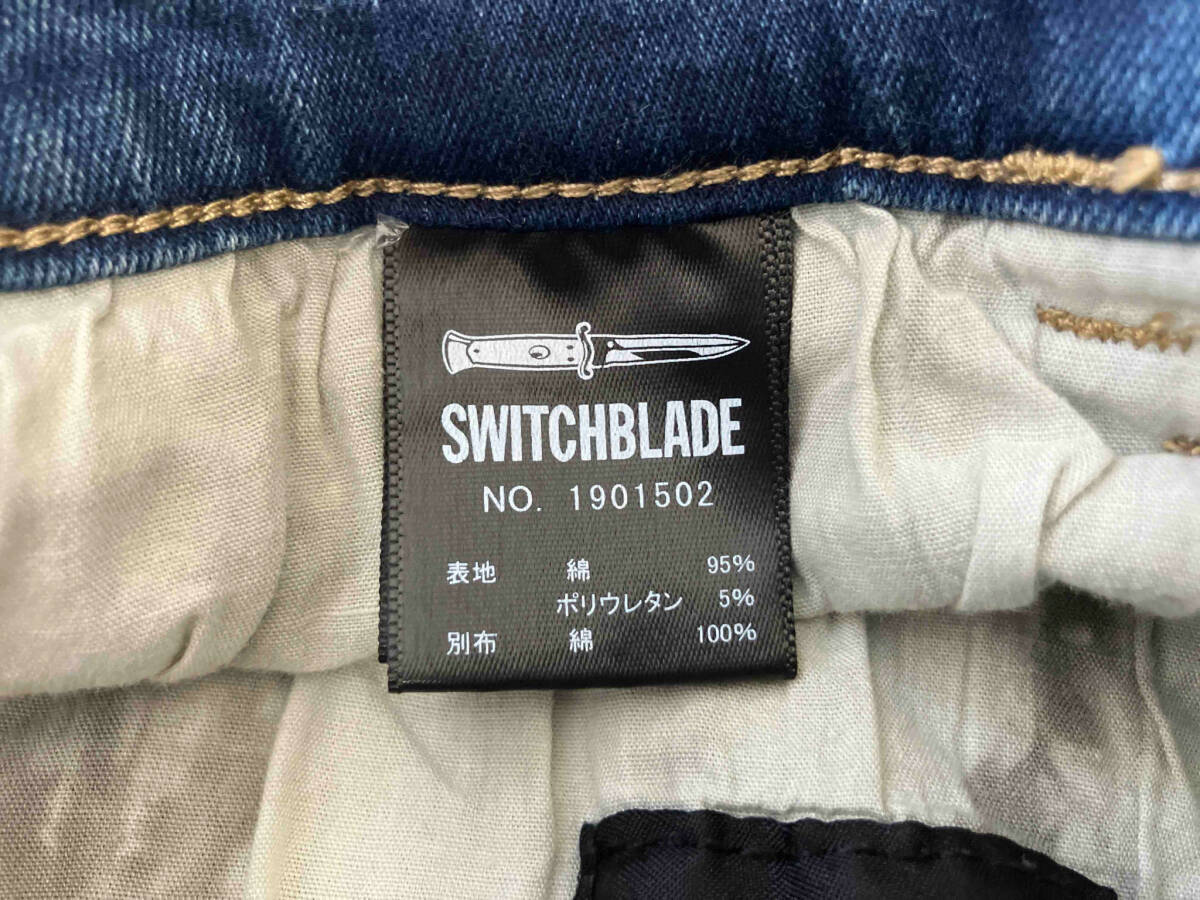 SWITCHBLADE
NO. 1901502
表地 綿 95%
ポリウレタン 5%
別布 綿 100%